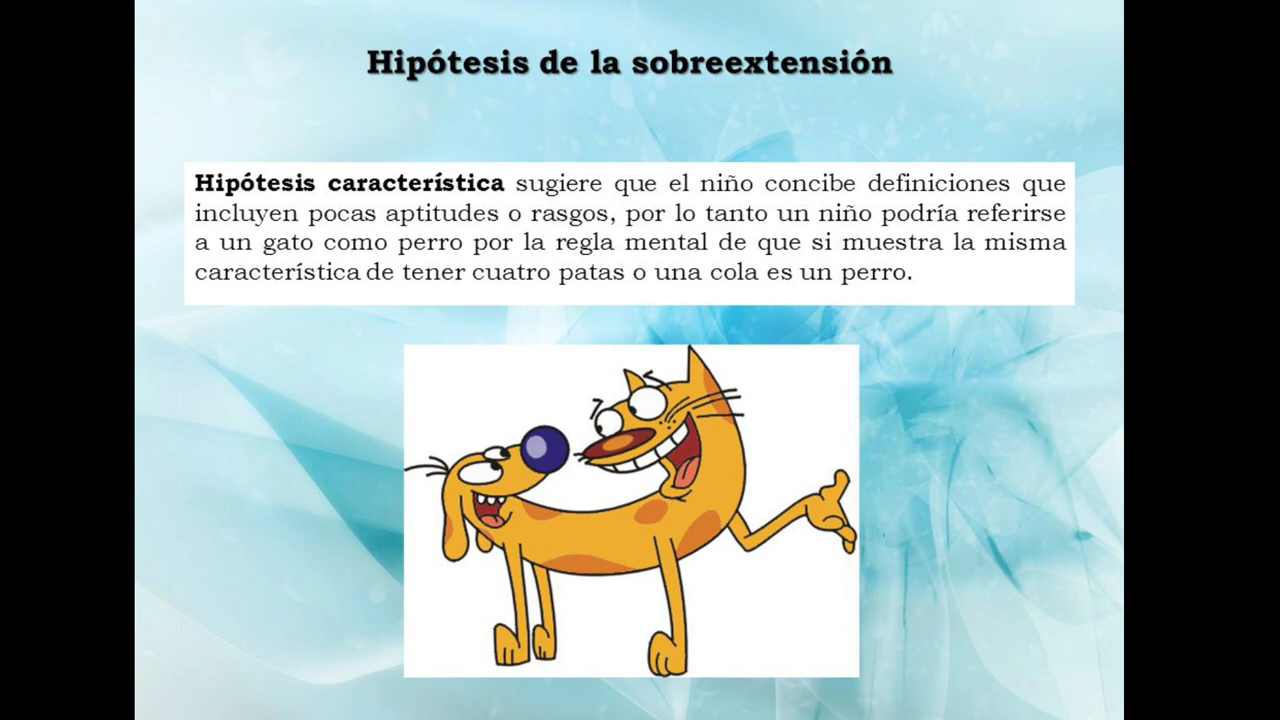 Hipótesis de la sobreextensión
Hipótesis característica sugiere que el niño concibe definiciones que
incluyen pocas aptitudes o rasgos, por lo tanto un niño podría referirse
a un gato como perro por la regla mental de que si muestra la misma
característica de tener cuatro patas o una cola es un perro.